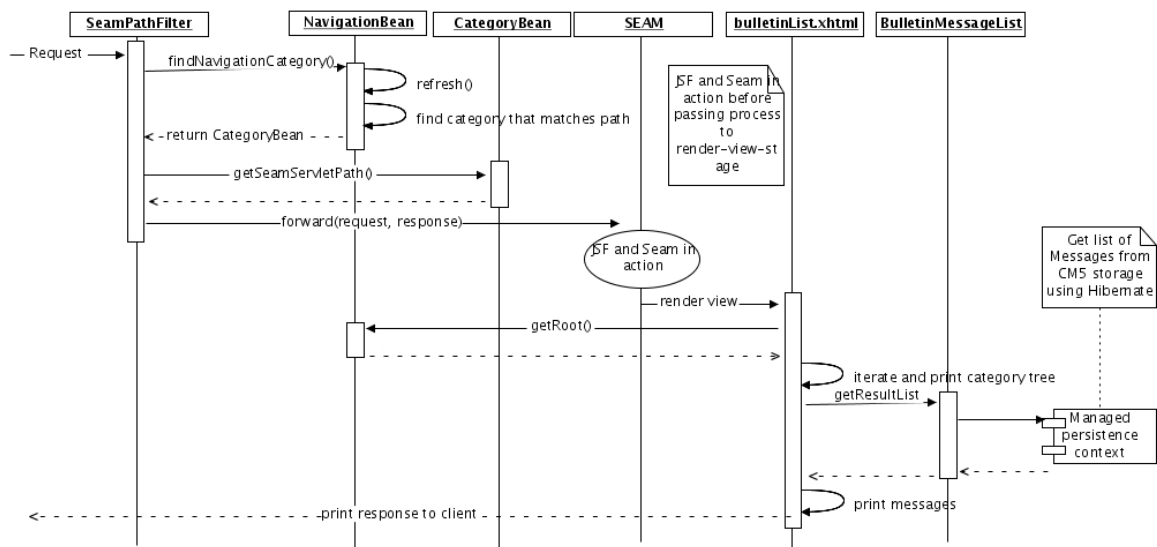 SeamPathFilter
NavigationBean
CategoryBean
SEAM
bulletinList.xhtml
BulletinMessageList
Request
findNavigationCategory()
refresh()
find category that matches path
return CategoryBean
JSF and Seam in
action before
passing process
to
render-view-st
age
getSeamServletPath()
forward(request, response)
JSF and Seam in
action
Get list of
Messages from
CM5 storage
using Hibernate
render view
getRoot()
iterate and print category tree
getResultList
Managed
persistence
context
print messages
print response to client